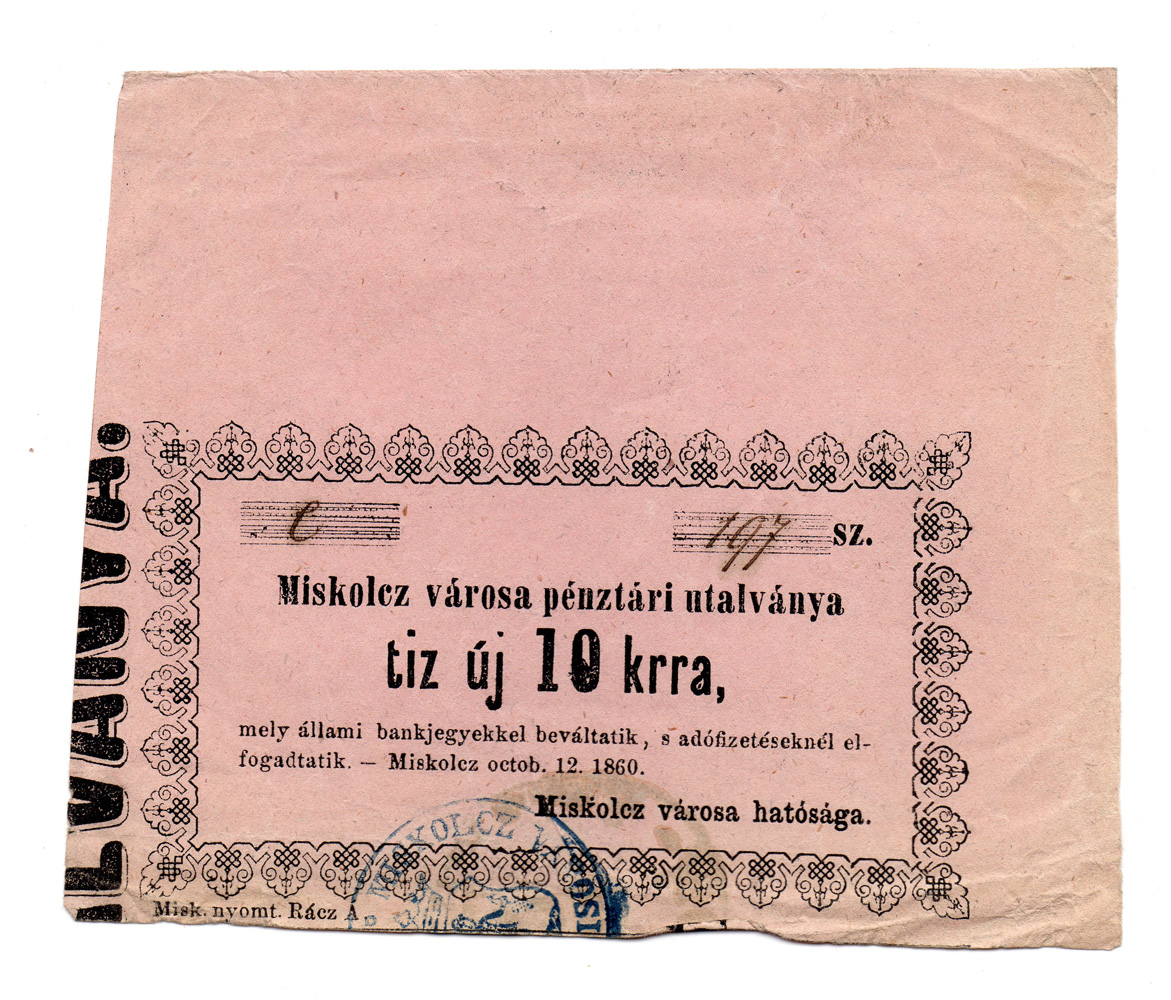 C 197 sz.
Miskolcz városa pénztári utalványa
tiz új 10 krra,
mely állami bankjegyekkel beváltatik, s adófizetéseknél el-
fogadtatik. — Miskolcz octob. 12. 1860.
Miskolcz városa hatósága.
Misk. nyomt. Rácz A
LVÁNYA.